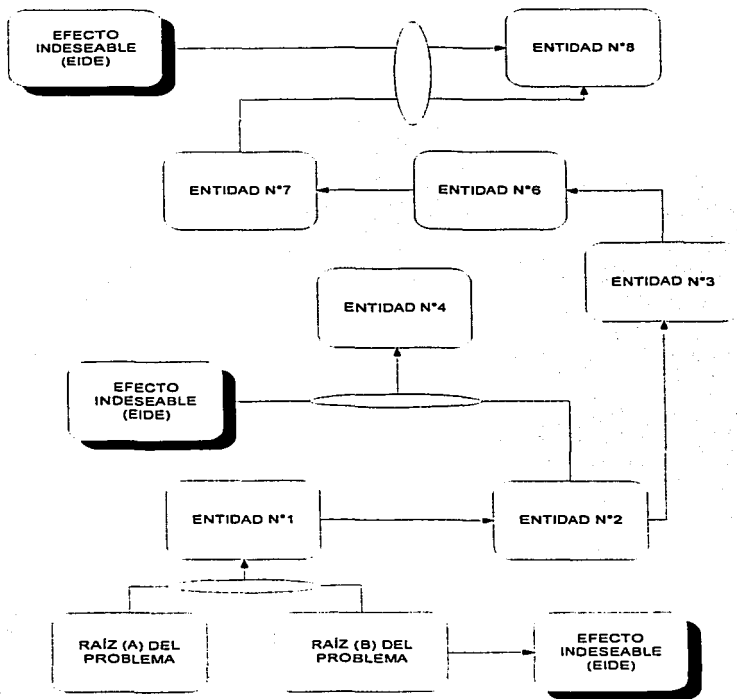 EFECTO
INDESEABLE
(EIDE)
ENTIDAD N°8
ENTIDAD N°7
ENTIDAD N°6
ENTIDAD N°3
ENTIDAD N°4
EFECTO
INDESEABLE
(EIDE)
ENTIDAD N°1
ENTIDAD N°2
RAÍZ (A) DEL
PROBLEMA
RAÍZ (B) DEL
PROBLEMA
EFECTO
INDESEABLE
(EIDE)